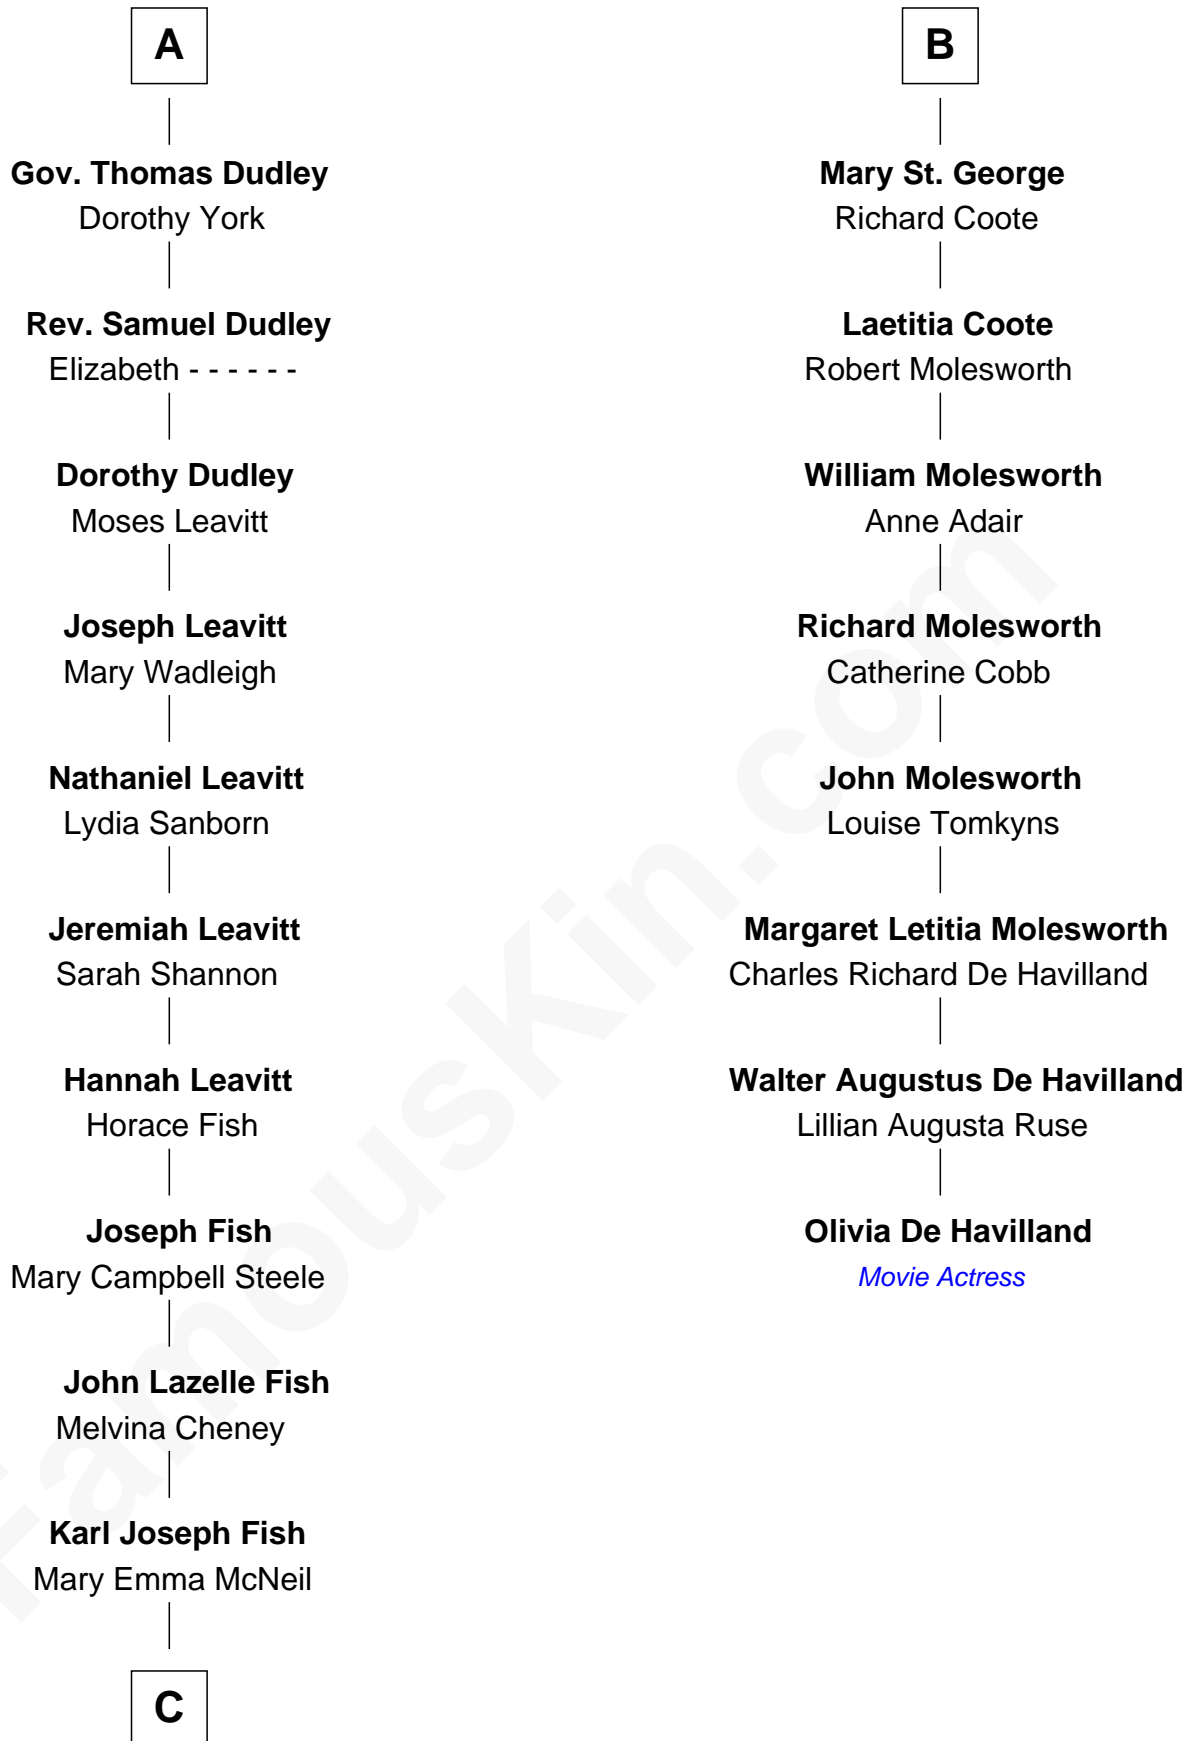 A
Gov. Thomas Dudley
Dorothy York
Rev. Samuel Dudley
Elizabeth - - - - - -
Dorothy Dudley
Moses Leavitt
Joseph Leavitt
Mary Wadleigh
Nathaniel Leavitt
Lydia Sanborn
Jeremiah Leavitt
Sarah Shannon
Hannah Leavitt
Horace Fish
Joseph Fish
Mary Campbell Steele
John Lazelle Fish
Melvina Cheney
Karl Joseph Fish
Mary Emma McNeil
C
B
Mary St. George
Richard Coote
Laetitia Coote
Robert Molesworth
William Molesworth
Anne Adair
Richard Molesworth
Catherine Cobb
John Molesworth
Louise Tomkyns
Margaret Letitia Molesworth
Charles Richard De Havilland
Walter Augustus De Havilland
Lillian Augusta Ruse
Olivia De Havilland
Movie Actress
FamousKin.com